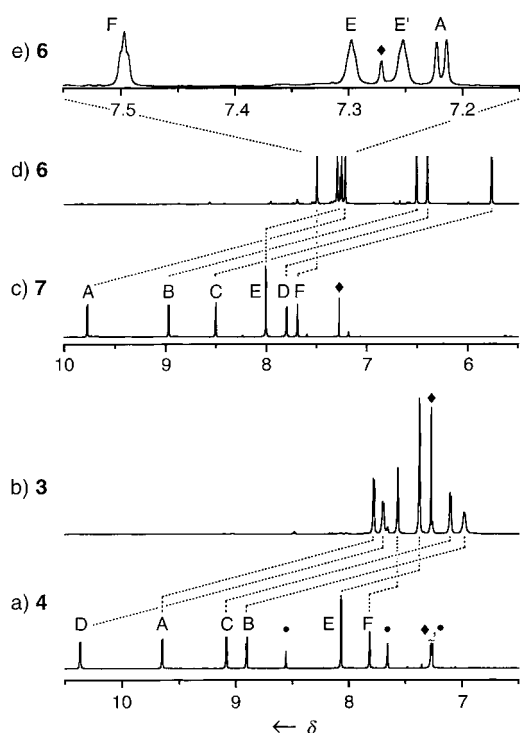 F E E' ♦ A
e) 6
7.5 7.4 7.3 7.2
d) 6
c) 7
A B C E D F ♦
10 9 8 7 6
b) 3
♦
a) 4
D A C B • E F • ♦,•
10 9 8 7
← δ